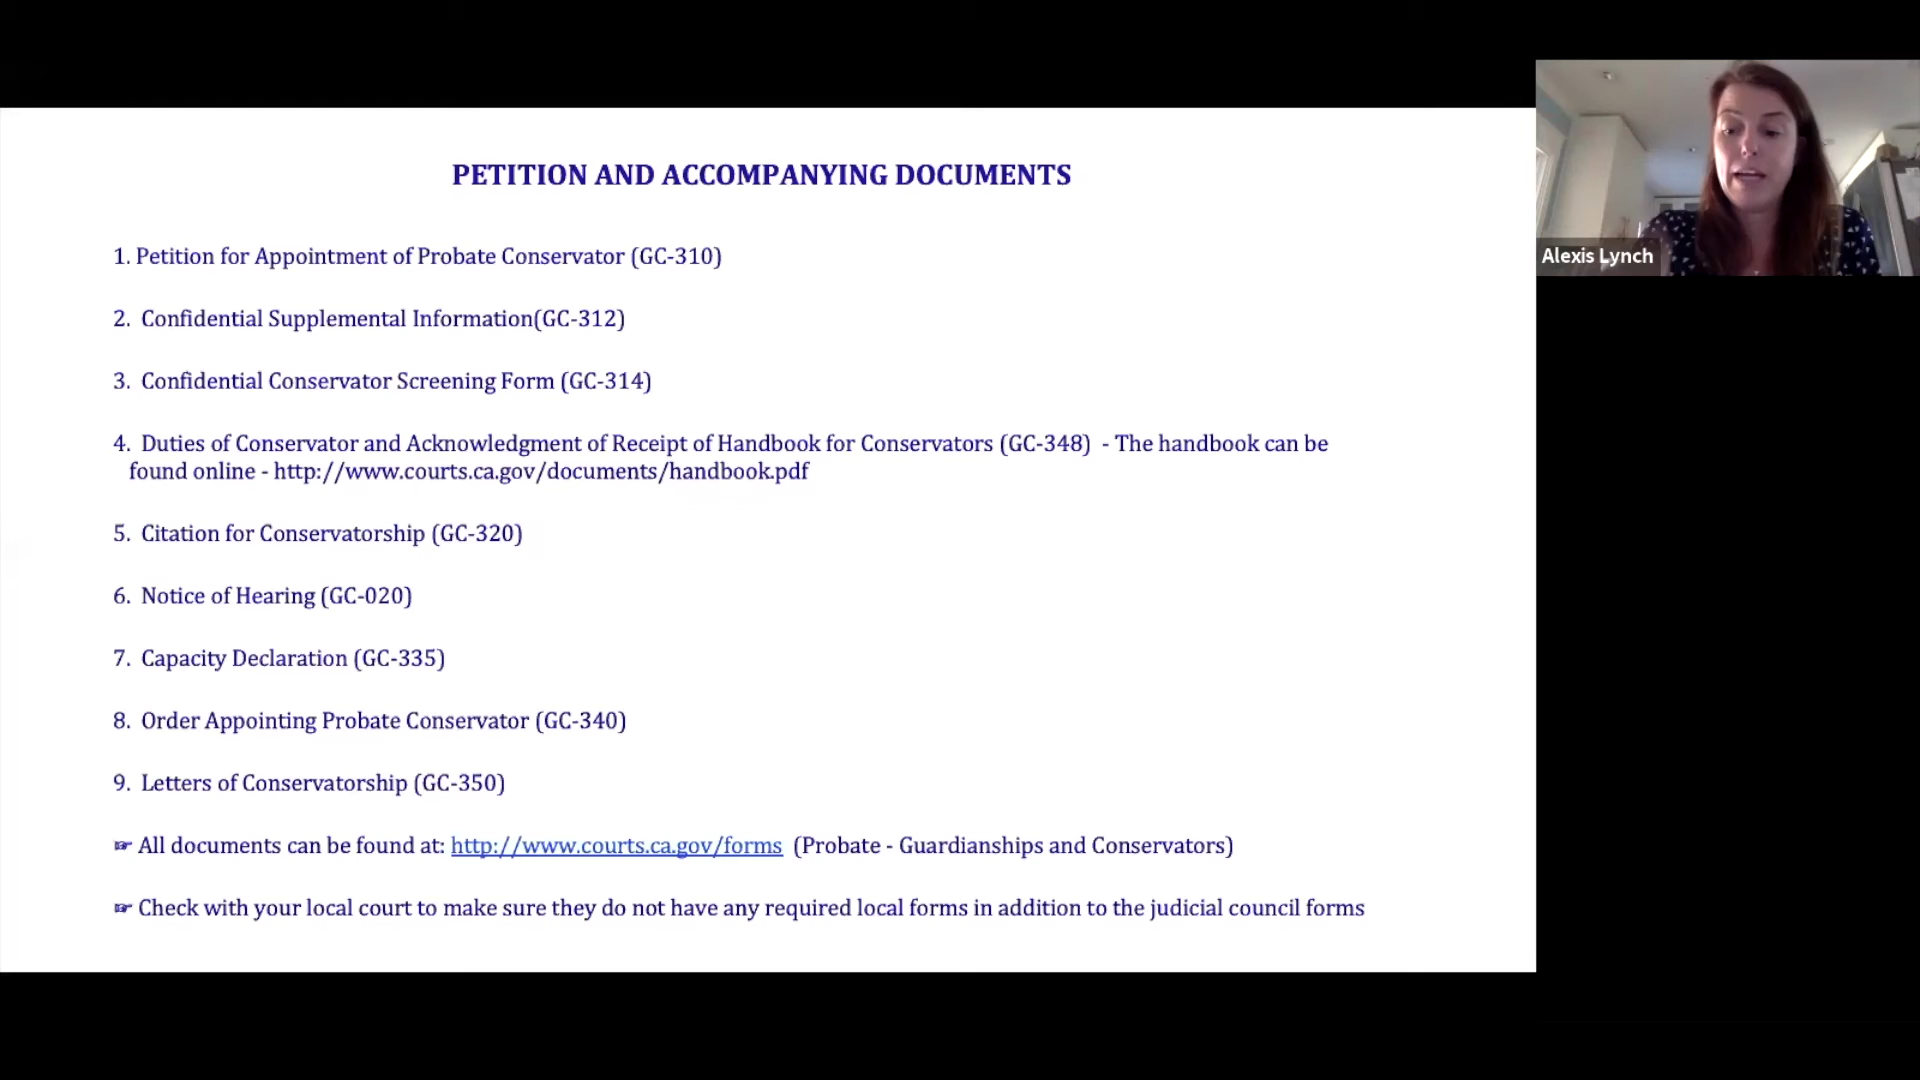 PETITION AND ACCOMPANYING DOCUMENTS
1. Petition for Appointment of Probate Conservator (GC-310)
2. Confidential Supplemental Information(GC-312)
3. Confidential Conservator Screening Form (GC-314)
4. Duties of Conservator and Acknowledgment of Receipt of Handbook for Conservators (GC-348) - The handbook can be
found online - http://www.courts.ca.gov/documents/handbook.pdf
5. Citation for Conservatorship (GC-320)
6. Notice of Hearing (GC-020)
7. Capacity Declaration (GC-335)
8. Order Appointing Probate Conservator (GC-340)
9. Letters of Conservatorship (GC-350)
☞ All documents can be found at: http://www.courts.ca.gov/forms (Probate - Guardianships and Conservators)
☞ Check with your local court to make sure they do not have any required local forms in addition to the judicial council forms
Alexis Lynch